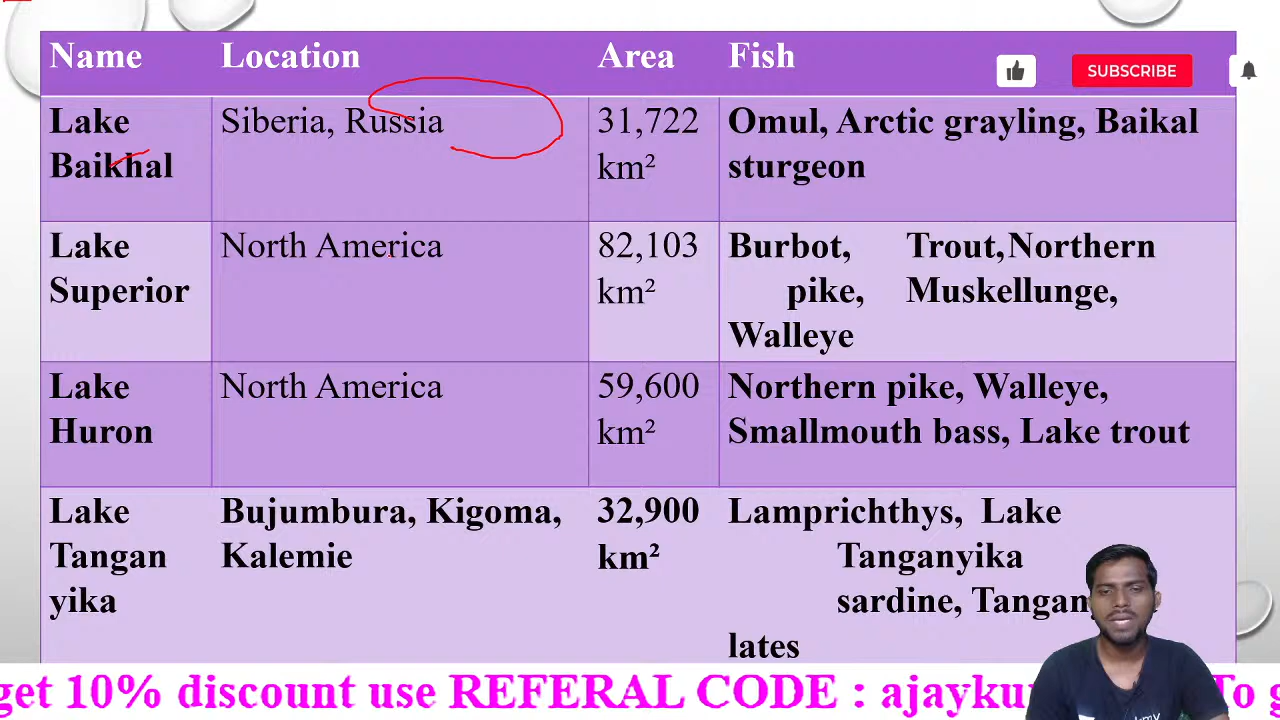 Name Location Area Fish
SUBSCRIBE
Lake Siberia, Russia 31,722 Omul, Arctic grayling, Baikal
Baikhal km² sturgeon
Lake North America 82,103 Burbot, Trout, Northern
Superior km² pike, Muskellunge,
Walleye
Lake North America 59,600 Northern pike, Walleye,
Huron km² Smallmouth bass, Lake trout
Lake Bujumbura, Kigoma, 32,900 Lamprichthys, Lake
Tangan Kalemie km² Tanganyika
yika sardine,
lates
get 10% discount use REFERAL CODE : To g